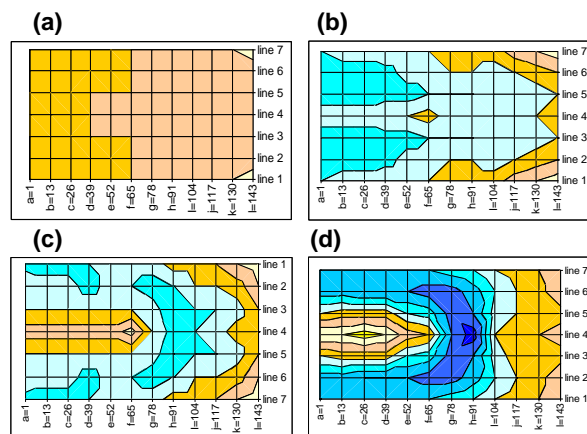 (a)
line 7
line 6
line 5
line 4
line 3
line 2
line 1
a=1
b=13
c=26
d=39
e=52
f=65
g=78
h=91
I=104
j=117
k=130
l=143
(b)
line 7
line 6
line 5
line 4
line 3
line 2
line 1
a=1
b=13
c=26
d=39
e=52
f=65
g=78
h=91
I=104
j=117
k=130
l=143
(c)
line 1
line 2
line 3
line 4
line 5
line 6
line 7
a=1
b=13
c=26
d=39
e=52
f=65
g=78
h=91
I=104
j=117
k=130
l=143
(d)
line 7
line 6
line 5
line 4
line 3
line 2
line 1
a=1
b=13
c=26
d=39
e=52
f=65
g=78
h=91
I=104
j=117
k=130
l=143